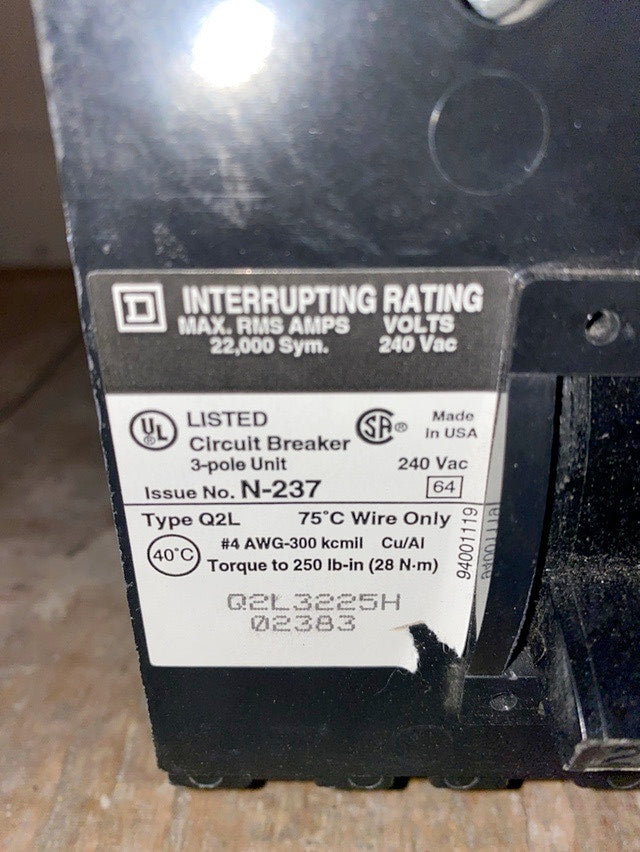 D INTERRUPTING RATING
MAX. RMS AMPS VOLTS
22,000 Sym. 240 Vac
UL ® LISTED
Circuit Breaker
3-pole Unit
SA ® Made
in USA
240 Vac
Issue No. N-237 64
Type Q2L 75°C Wire Only
40°C #4 AWG-300 kcmil Cu/Al
Torque to 250 lb-in (28 N·m)
94001119
Q2L3225H
02383